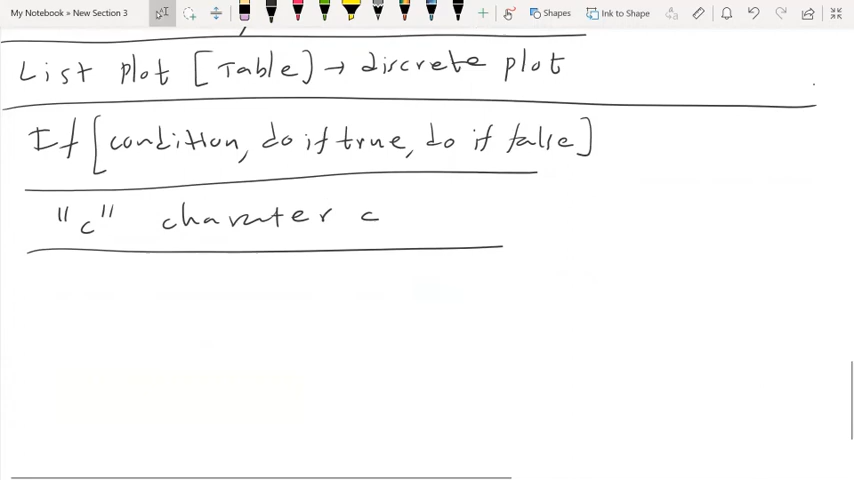 My Notebook » New Section 3
Shapes
Ink to Shape
List Plot [Table] → discrete plot
If [condition, do if true, do if false]
"c" charater c